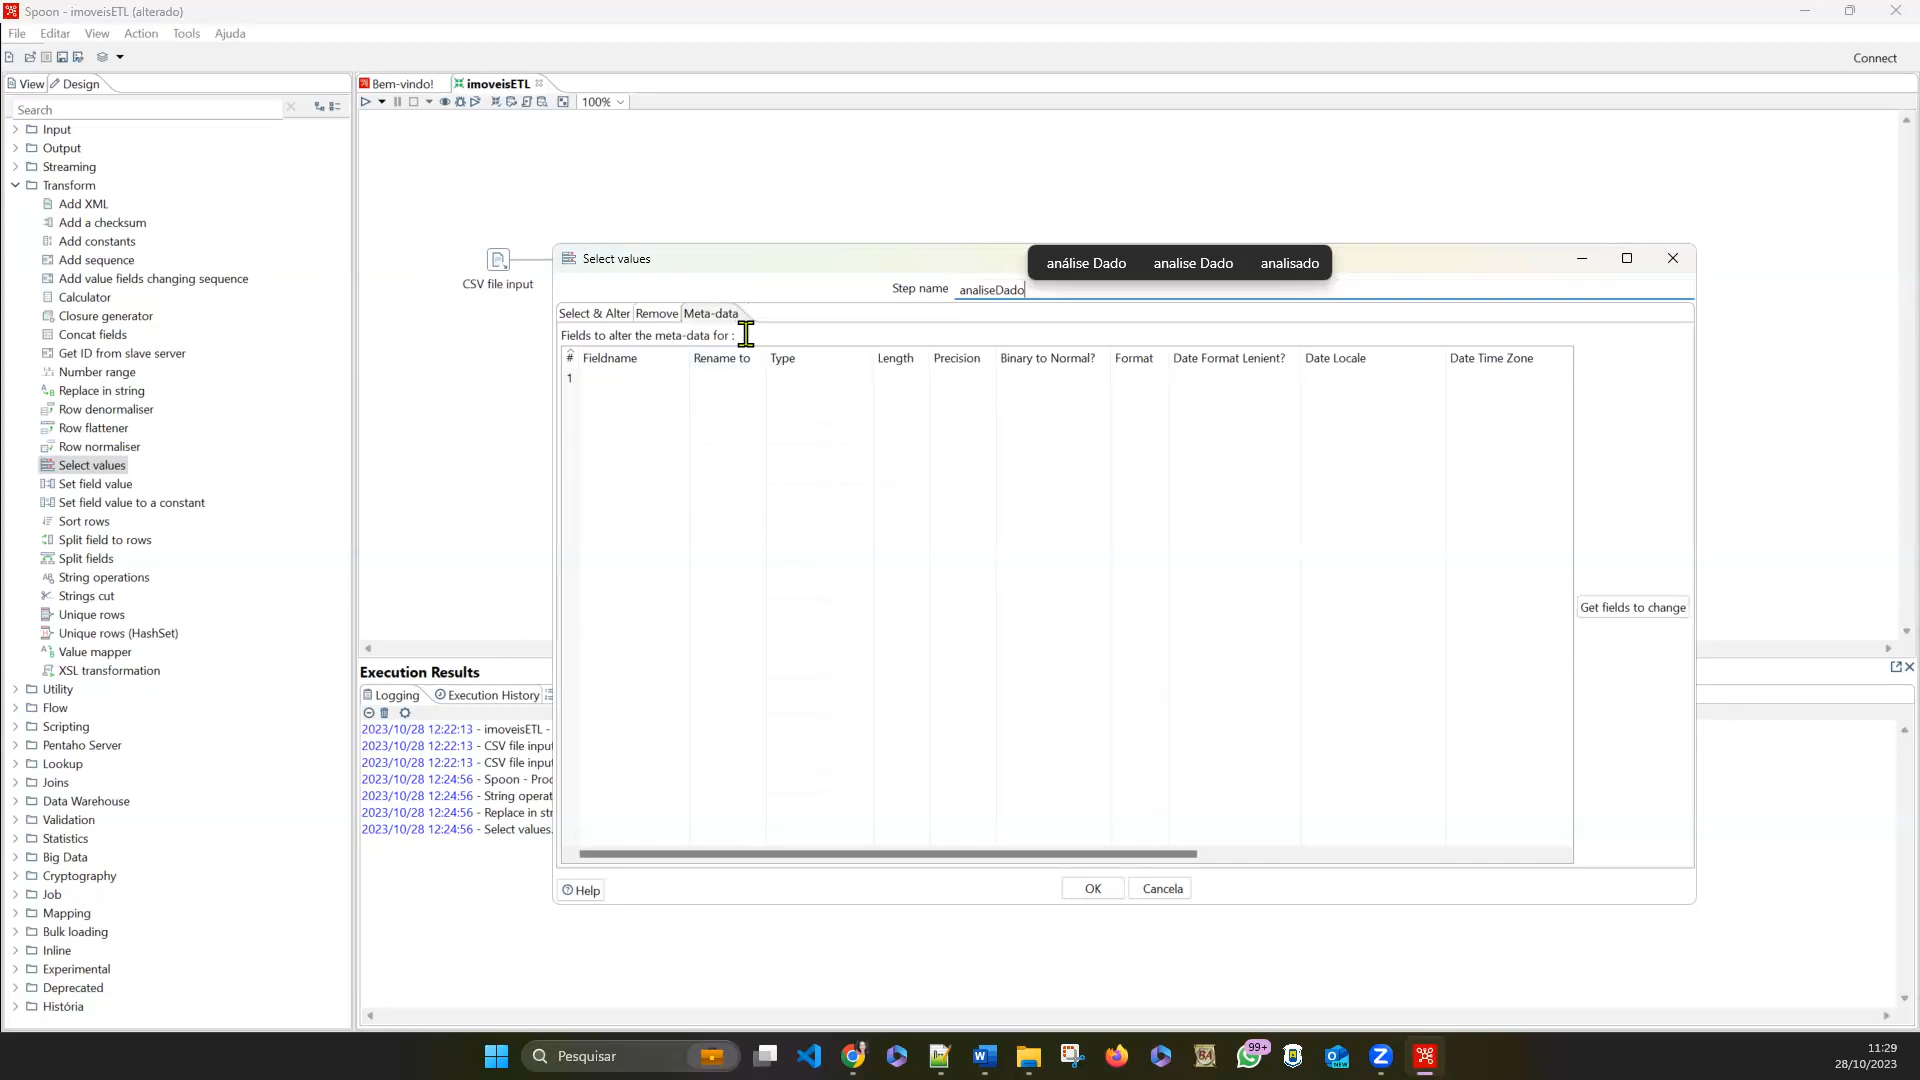 Spoon - imoveisETL (alterado)
File Editar View Action Tools Ajuda
Connect
View Design
Bem-vindo! imoveisETL
Search
100%
Input
Output
Streaming
Transform
Add XML
Add a checksum
Add constants
Add sequence
Add value fields changing sequence
Calculator
Closure generator
Concat fields
Get ID from slave server
Number range
Replace in string
Row denormaliser
Row flattener
Row normaliser
Select values
Set field value
Set field value to a constant
Sort rows
Split field to rows
Split fields
String operations
Strings cut
Unique rows
Unique rows (HashSet)
Value mapper
XSL transformation
Utility
Flow
Scripting
Pentaho Server
Lookup
Joins
Data Warehouse
Validation
Statistics
Big Data
Cryptography
Job
Mapping
Bulk loading
Inline
Experimental
Deprecated
História
CSV file input
Select values
análise Dado analise Dado analisado
Step name analiseDado
Select & Alter Remove Meta-data
Fields to alter the meta-data for :
# Fieldname Rename to Type Length Precision Binary to Normal? Format Date Format Lenient? Date Locale Date Time Zone
1
Get fields to change
Help OK Cancela
Execution Results
Logging Execution History
2023/10/28 12:22:13 - imoveisETL -
2023/10/28 12:22:13 - CSV file input
2023/10/28 12:22:13 - CSV file input
2023/10/28 12:24:56 - Spoon - Proc
2023/10/28 12:24:56 - String operat
2023/10/28 12:24:56 - Replace in str
2023/10/28 12:24:56 - Select values.
Pesquisar
99+
NEW
11:29
28/10/2023